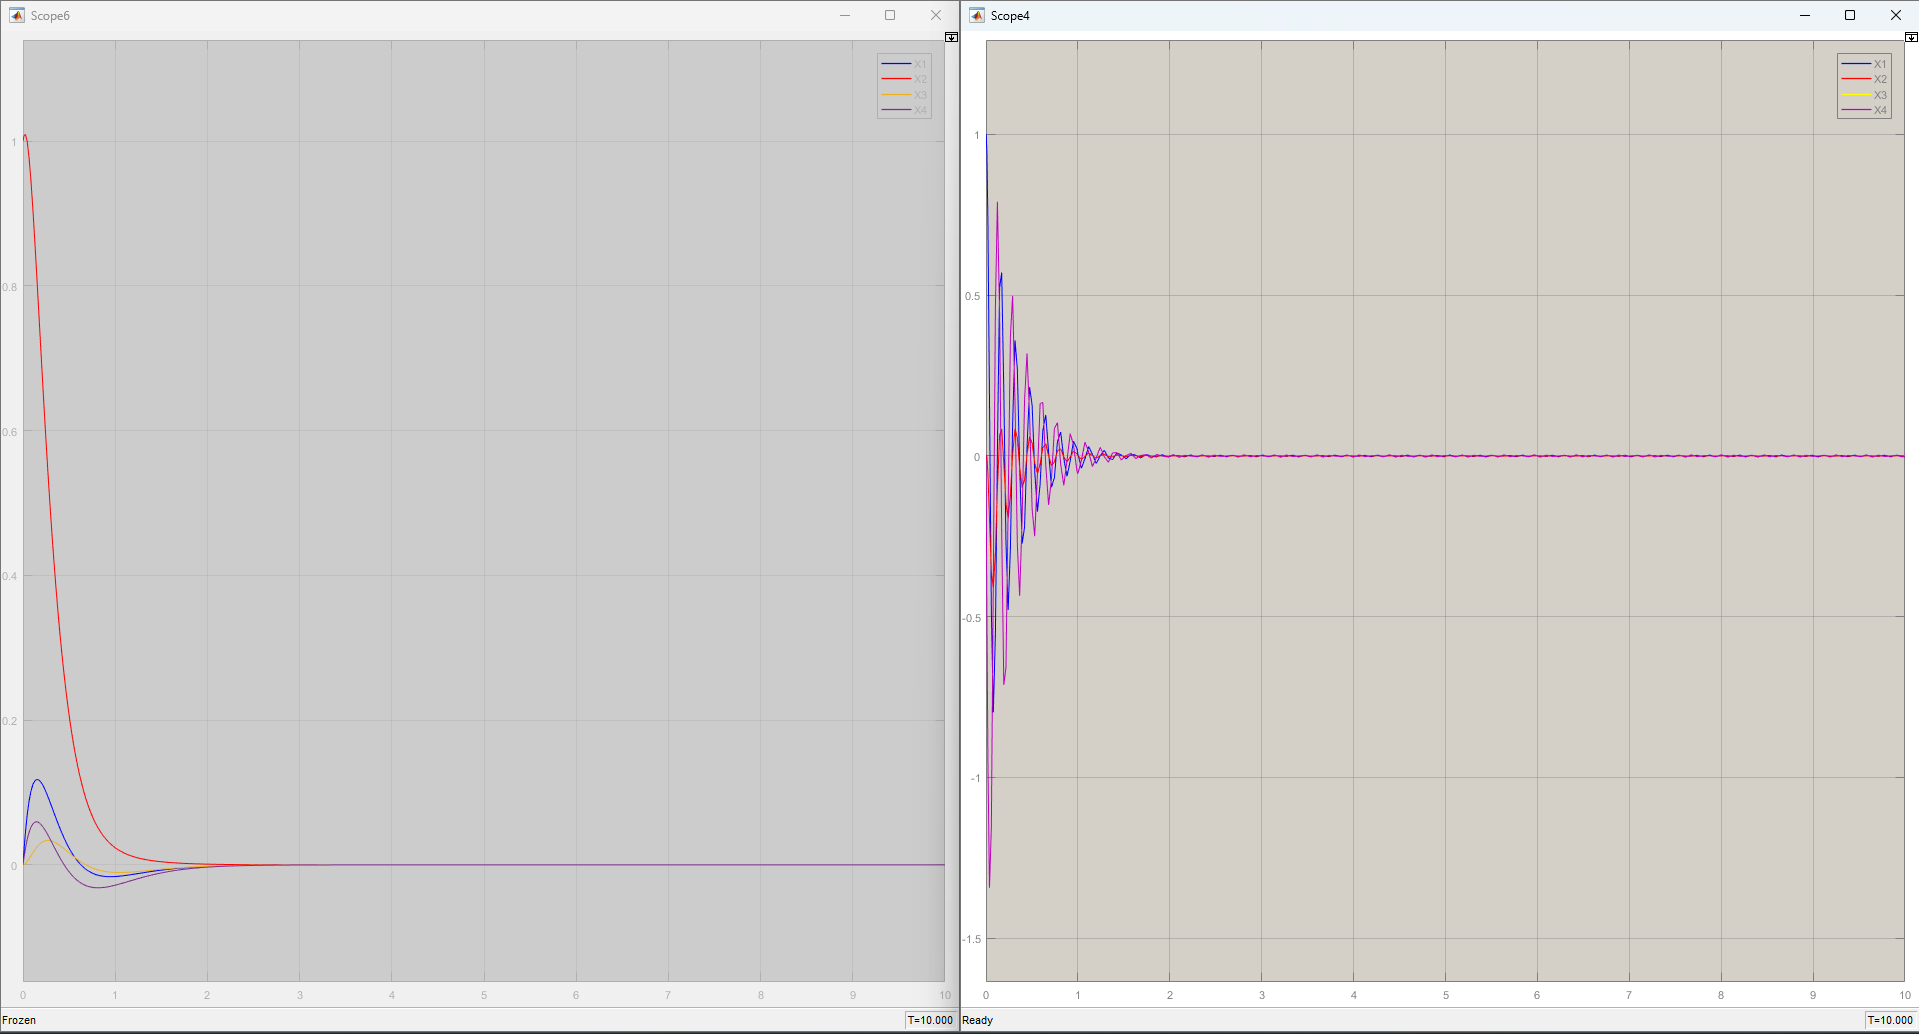 Scope6
X1
X2
X3
X4
1
0.8
0.6
0.4
0.2
0
0 1 2 3 4 5 6 7 8 9 10
Frozen T=10.000
Scope4
X1
X2
X3
X4
1
0.5
0
-0.5
-1
-1.5
0 1 2 3 4 5 6 7 8 9 10
Ready T=10.000